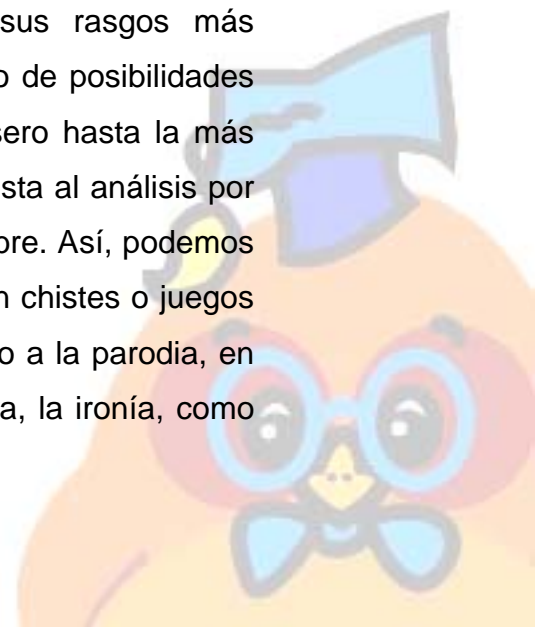 sus rasgos más
o de posibilidades
sero hasta la más
sta al análisis por
bre. Así, podemos
n chistes o juegos
o a la parodia, en
a, la ironía, como